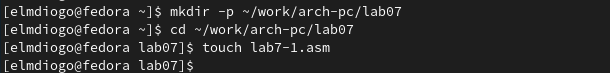 [elmdiogo@fedora ~]$ mkdir -p ~/work/arch-pc/lab07
[elmdiogo@fedora ~]$ cd ~/work/arch-pc/lab07
[elmdiogo@fedora lab07]$ touch lab7-1.asm
[elmdiogo@fedora lab07]$